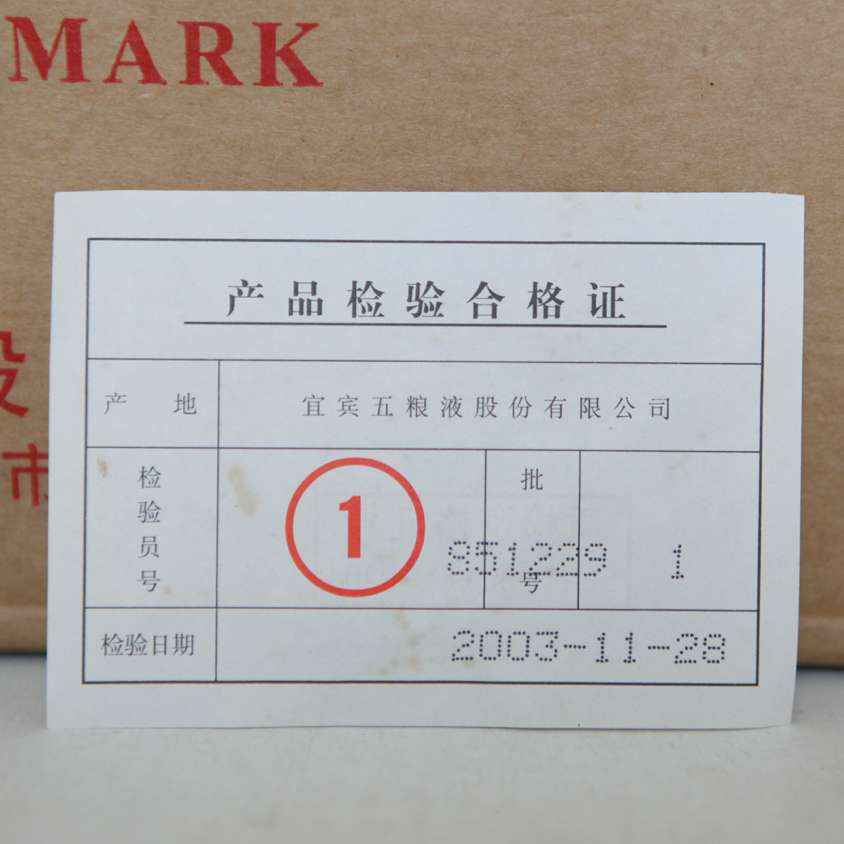 MARK
产品检验合格证
产 地 宜宾五粮液股份有限公司
检验员号 1 批号 851229 1
检验日期 2003-11-28
市